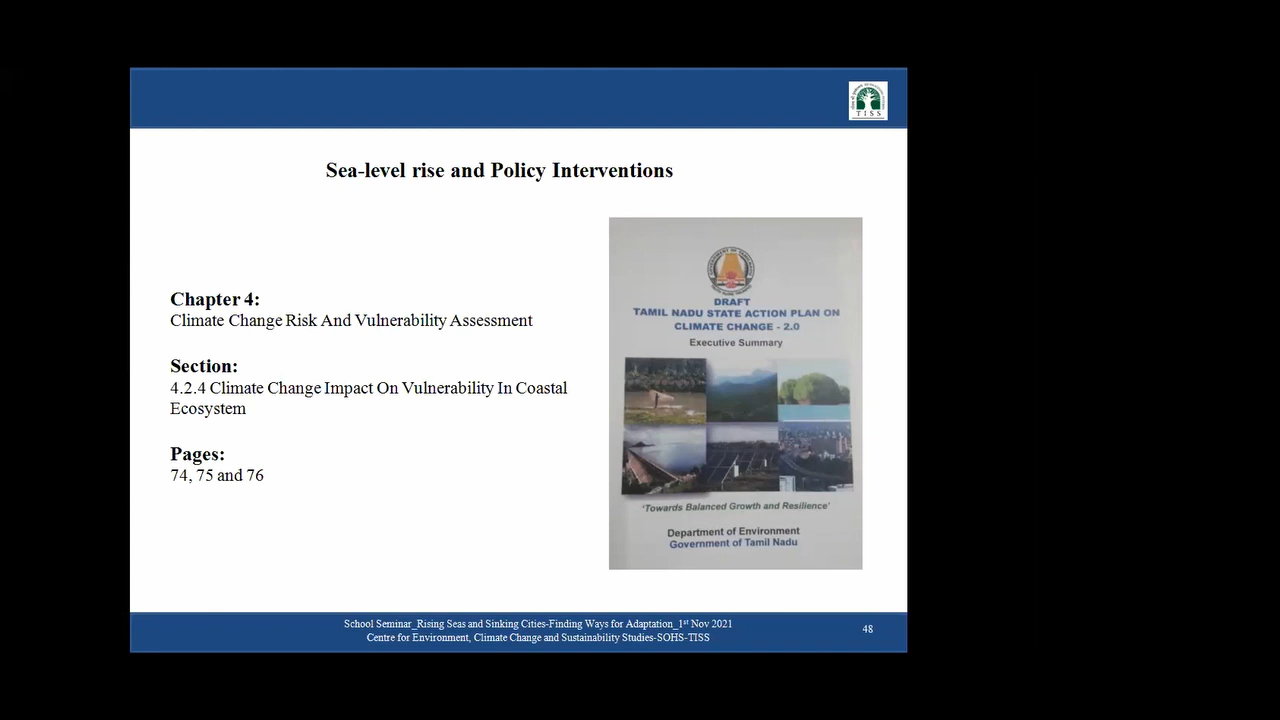 TISS
Sea-level rise and Policy Interventions
Chapter 4:
Climate Change Risk And Vulnerability Assessment
Section:
4.2.4 Climate Change Impact On Vulnerability In Coastal
Ecosystem
Pages:
74, 75 and 76
DRAFT
TAMIL NADU STATE ACTION PLAN ON
CLIMATE CHANGE - 2.0
Executive Summary
'Towards Balanced Growth and Resilience'
Department of Environment
Government of Tamil Nadu
School Seminar_Rising Seas and Sinking Cities-Finding Ways for Adaptation_1st Nov 2021
Centre for Environment, Climate Change and Sustainability Studies-SOHS-TISS
48